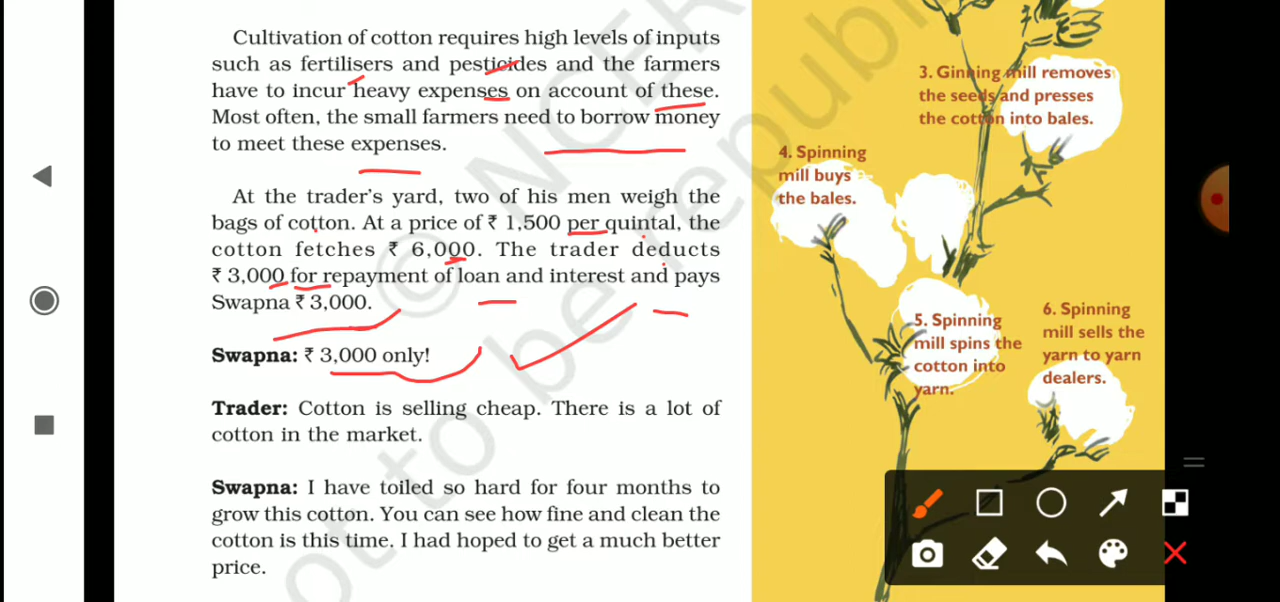 Cultivation of cotton requires high levels of inputs
such as fertilisers and pesticides and the farmers
have to incur heavy expenses on account of these.
Most often, the small farmers need to borrow money
to meet these expenses.
At the trader's yard, two of his men weigh the
bags of cotton. At a price of ₹ 1,500 per quintal, the
cotton fetches ₹ 6,000. The trader deducts
₹ 3,000 for repayment of loan and interest and pays
Swapna ₹ 3,000.
Swapna: ₹ 3,000 only!
Trader: Cotton is selling cheap. There is a lot of
cotton in the market.
Swapna: I have toiled so hard for four months to
grow this cotton. You can see how fine and clean the
cotton is this time. I had hoped to get a much better
price.
3. Ginning mill removes
the seeds and presses
the cotton into bales.
4. Spinning
mill buys
the bales.
5. Spinning
mill spins the
cotton into
yarn.
6. Spinning
mill sells the
yarn to yarn
dealers.
© NCER
not to be republi